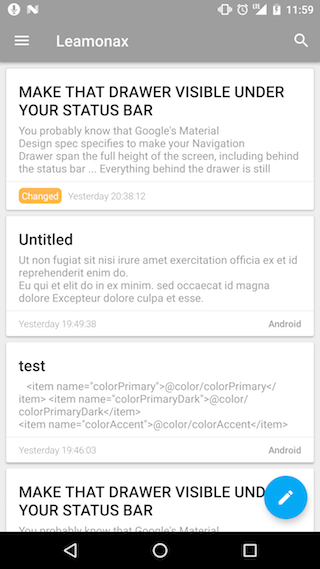 11:59
Leamonax
MAKE THAT DRAWER VISIBLE UNDER
YOUR STATUS BAR
You probably know that Google's Material
Design spec specifies to make your Navigation
Drawer span the full height of the screen, including behind
the status bar ... Everything behind the drawer is still
Changed Yesterday 20:38:12
Untitled
Ut non fugiat sit nisi irure amet exercitation officia ex et id
reprehenderit enim do.
Eu qui et elit do in ex minim. sed occaecat id magna
dolore Excepteur dolore culpa et esse.
Yesterday 19:49:38 Android
test
<item name="colorPrimary">@color/colorPrimary</
item> <item name="colorPrimaryDark">@color/
colorPrimaryDark</item>
<item name="colorAccent">@color/colorAccent</item>
Yesterday 19:46:03 Android
MAKE THAT DRAWER VISIBLE UND
YOUR STATUS BAR
You probably know that Google's Material